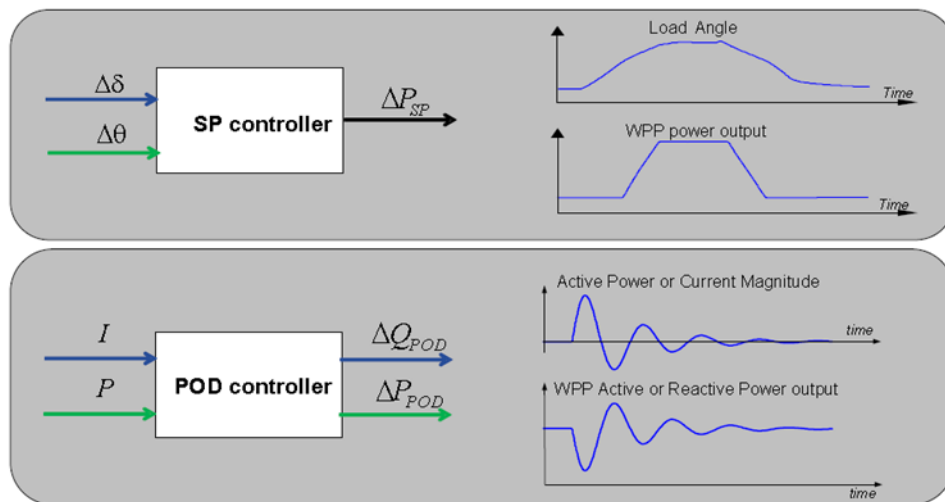 Load Angle
Δδ
ΔP_SP
SP controller
Δθ
Time
WPP power output
Time
Active Power or Current Magnitude
I
ΔQ_POD
time
POD controller
P
ΔP_POD
WPP Active or Reactive Power output
time